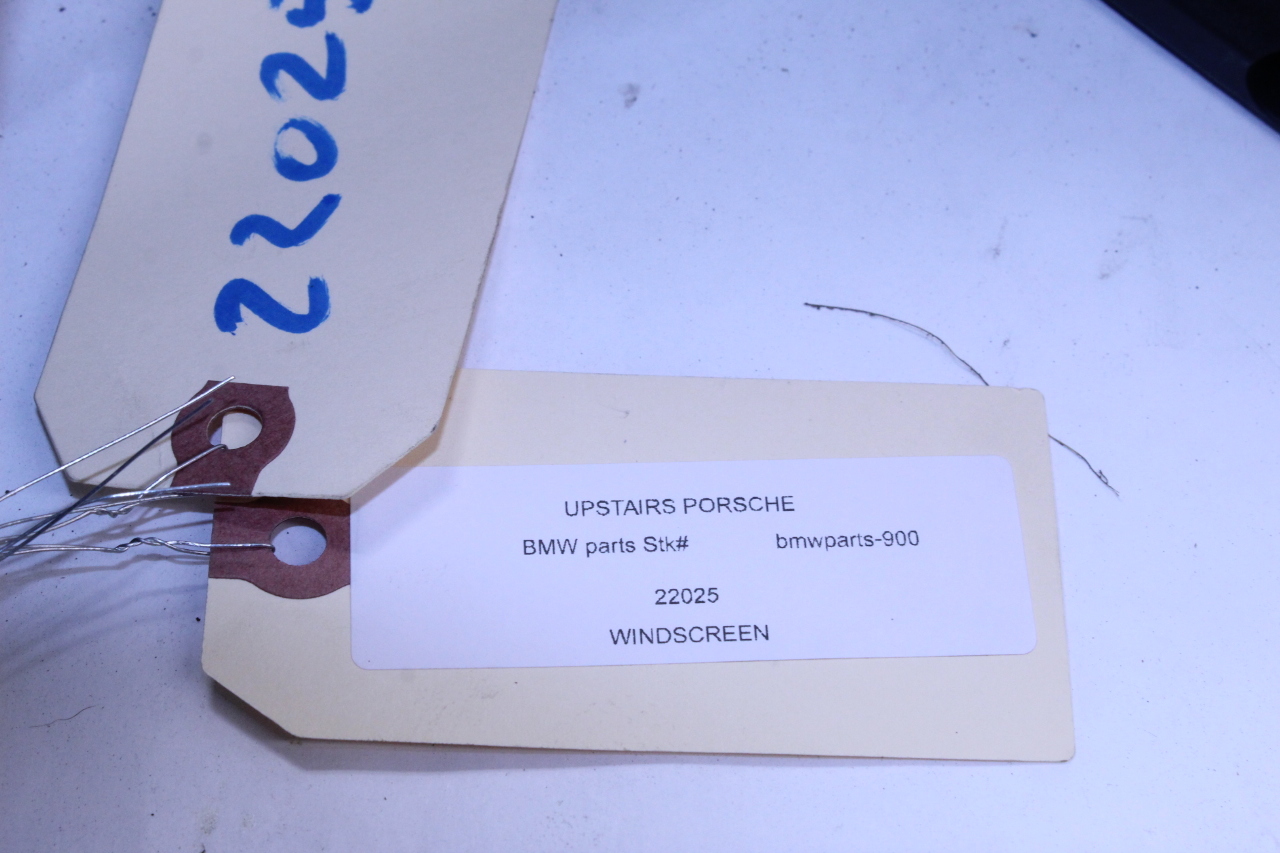 22025
UPSTAIRS PORSCHE
BMW parts Stk# bmwparts-900
22025
WINDSCREEN